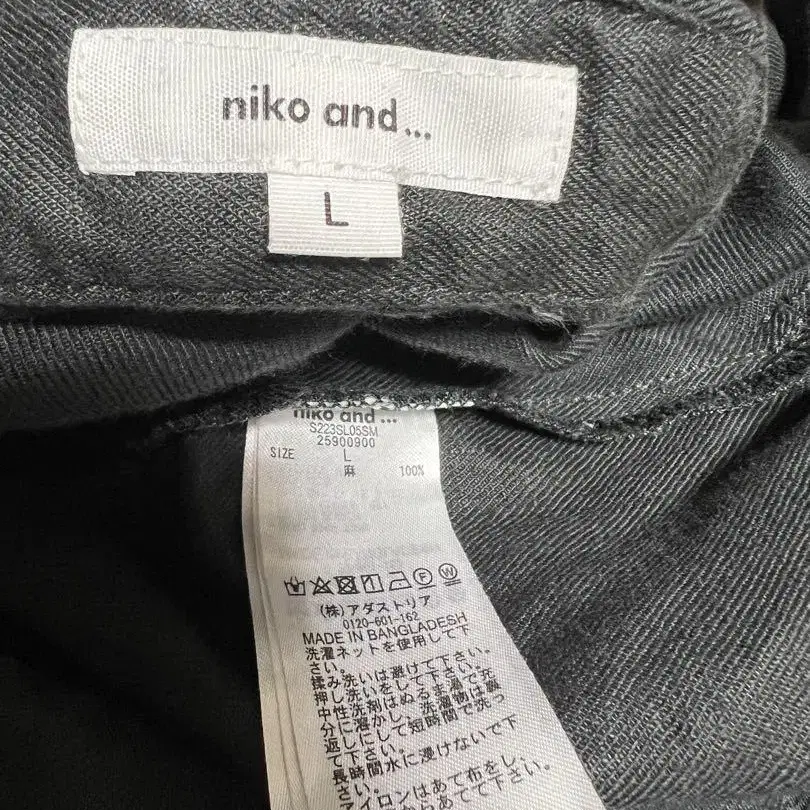 niko and...
L
niko and...
S223SL05SM
25900900
SIZE L
麻 100%
(株)アダストリア
0120-601-162
MADE IN BANGLADESH
洗濯ネットを使用して下
さい。
揉み洗いは避けて下さい。
押し洗いをして下さい。
中性洗剤はぬるま湯で充
分に溶かし、洗濯物は裏
返しにして短時間で洗っ
て下さい。
長時間水に浸けないで下
さい。
アイロンはあて布をし、
あてて下さい。